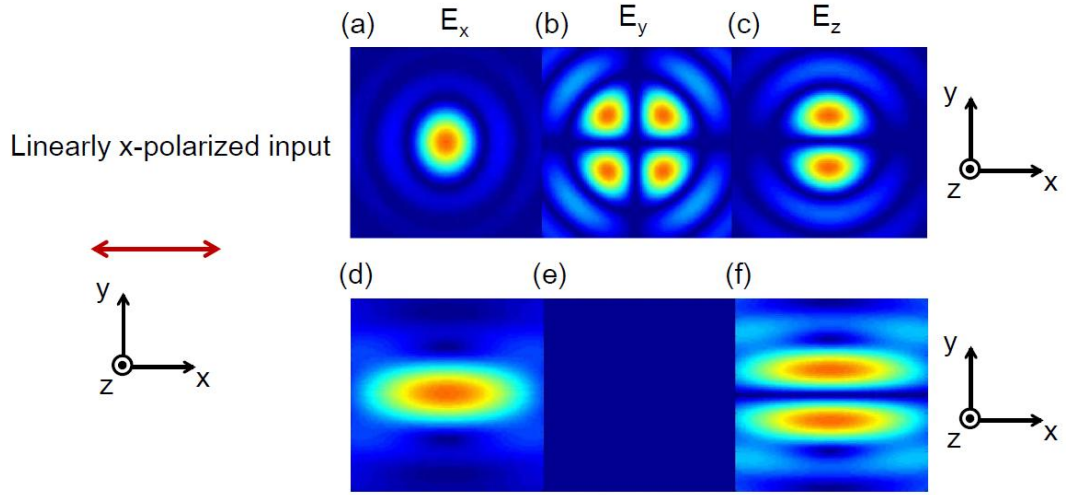 (a) E_x (b) E_y (c) E_z
y
Linearly x-polarized input
z x
(d) (e) (f)
y
z x
y
z x